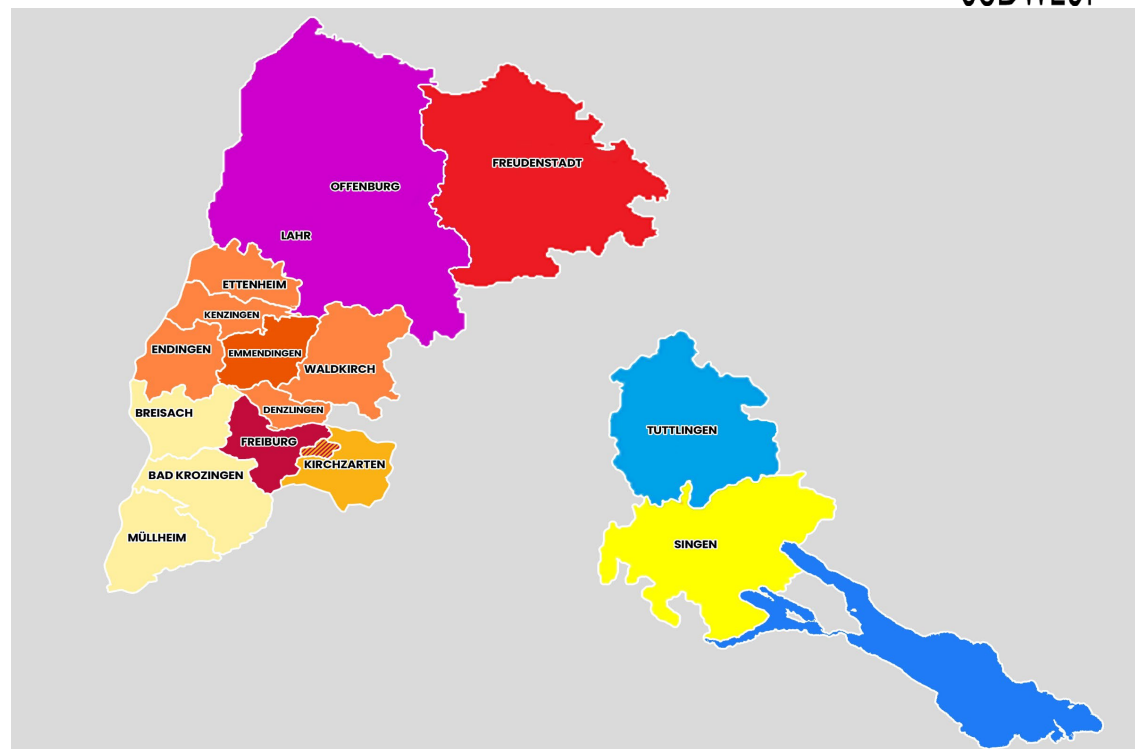 FREUDENSTADT
OFFENBURG
LAHR
ETTENHEIM
KENZINGEN
ENDINGEN
EMMENDINGEN
WALDKIRCH
BREISACH
DENZLINGEN
FREIBURG
KIRCHZARTEN
BAD KROZINGEN
MÜLLHEIM
TUTTLINGEN
SINGEN